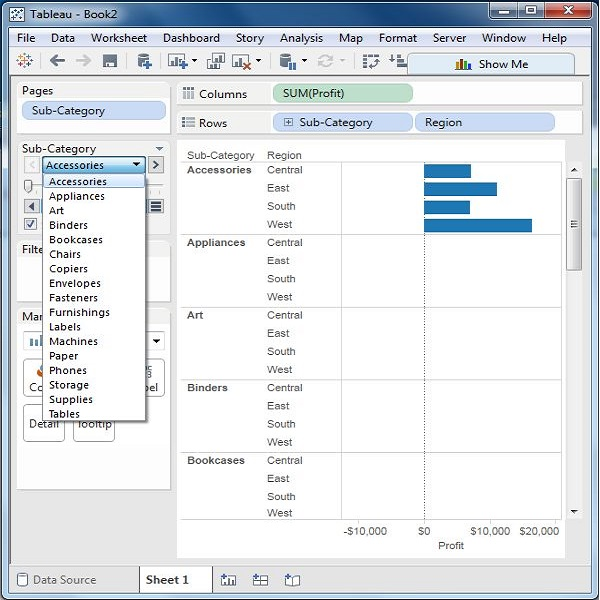 Tableau - Book2
File Data Worksheet Dashboard Story Analysis Map Format Server Window Help
Show Me
Pages
Sub-Category
Columns
SUM(Profit)
Rows
Sub-Category
Region
Sub-Category
Accessories
Accessories
Appliances
Art
Binders
Bookcases
Chairs
Copiers
Envelopes
Fasteners
Furnishings
Labels
Machines
Paper
Phones
Storage
Supplies
Tables
Filte
Mar
Co
el
Detail
Tooltip
Sub-Category Region
Accessories Central
East
South
West
Appliances Central
East
South
West
Art Central
East
South
West
Binders Central
East
South
West
Bookcases Central
East
South
West
-$10,000 $0 $10,000 $20,000
Profit
Data Source
Sheet 1